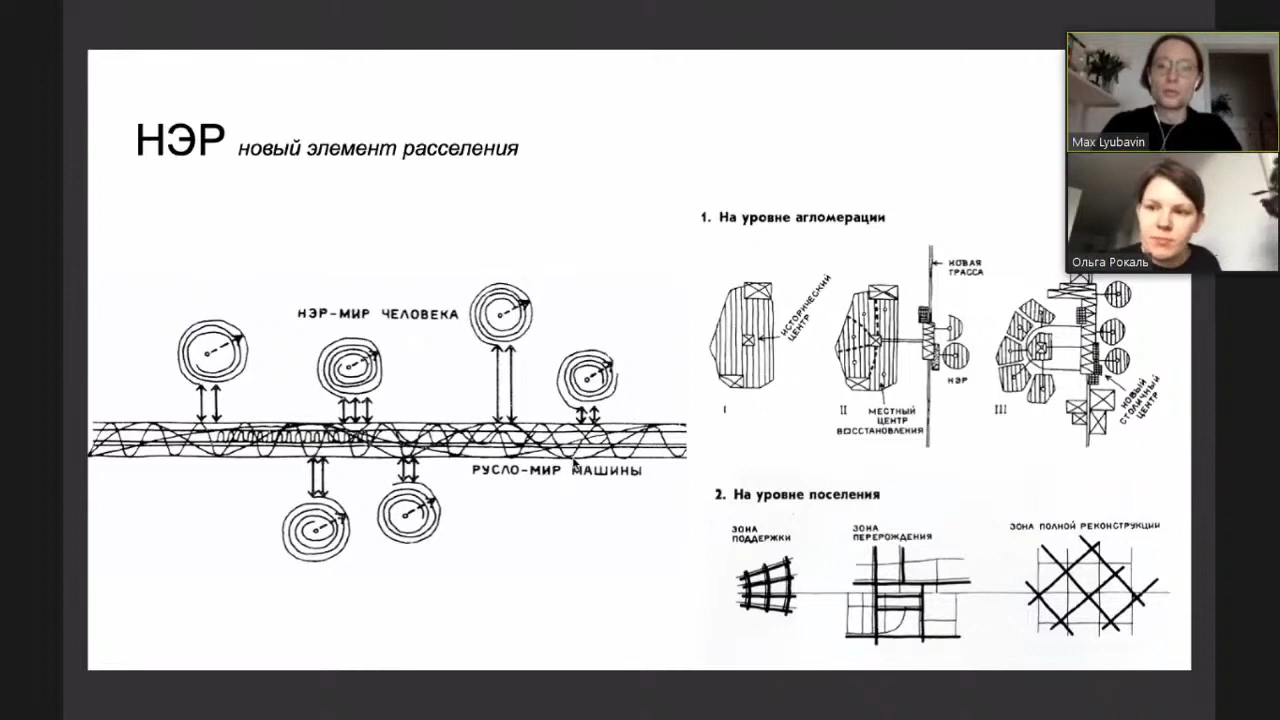 НЭР новый элемент расселения
НЭР-МИР ЧЕЛОВЕКА
РУСЛО-МИР МАШИНЫ
1. На уровне агломерации
ИСТОРИЧЕСКИЙ
ЦЕНТР
НОВАЯ
ТРАССА
НЭР
НОВЫЙ
СТОЛИЧНЫЙ
ЦЕНТР
I
II
III
МЕСТНЫЙ
ЦЕНТР
ВОССТАНОВЛЕНИЯ
2. На уровне поселения
ЗОНА
ПОДДЕРЖКИ
ЗОНА
ПЕРЕРОЖДЕНИЯ
ЗОНА ПОЛНОЙ РЕКОНСТРУКЦИИ
Max Lyubavin
Ольга Рокаль